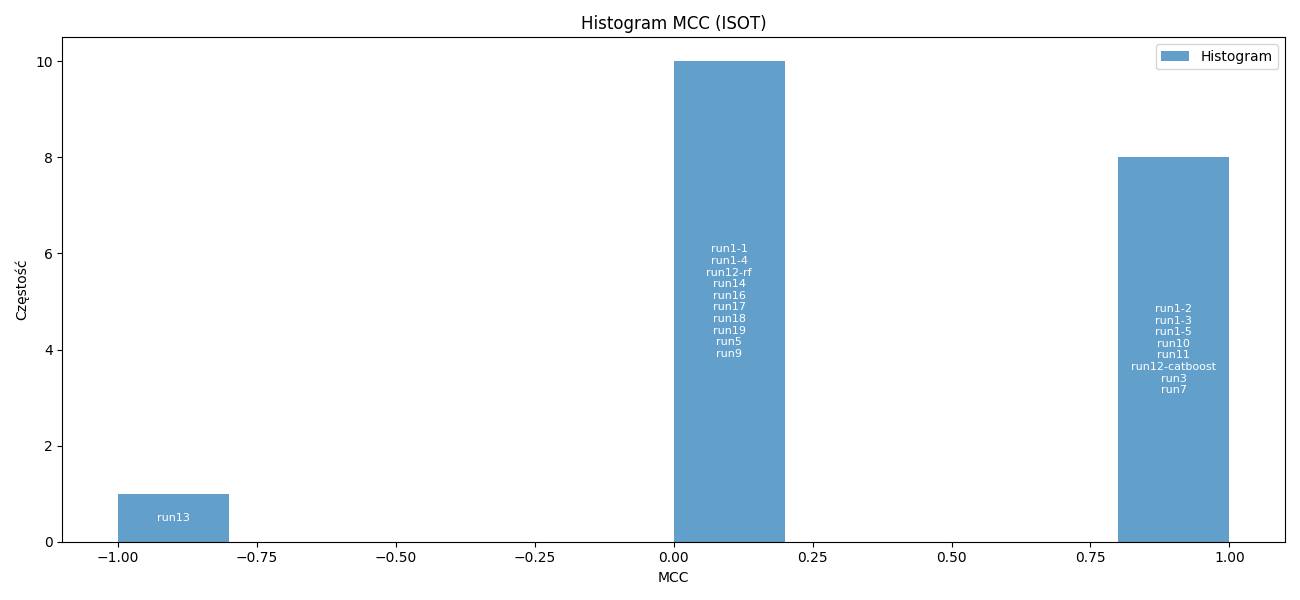 Histogram MCC (ISOT)
Histogram
Częstość
10
8
6
4
2
0
run13
run1-1
run1-4
run12-rf
run14
run16
run17
run18
run19
run5
run9
run1-2
run1-3
run1-5
run10
run11
run12-catboost
run3
run7
−1.00 −0.75 −0.50 −0.25 0.00 0.25 0.50 0.75 1.00
MCC